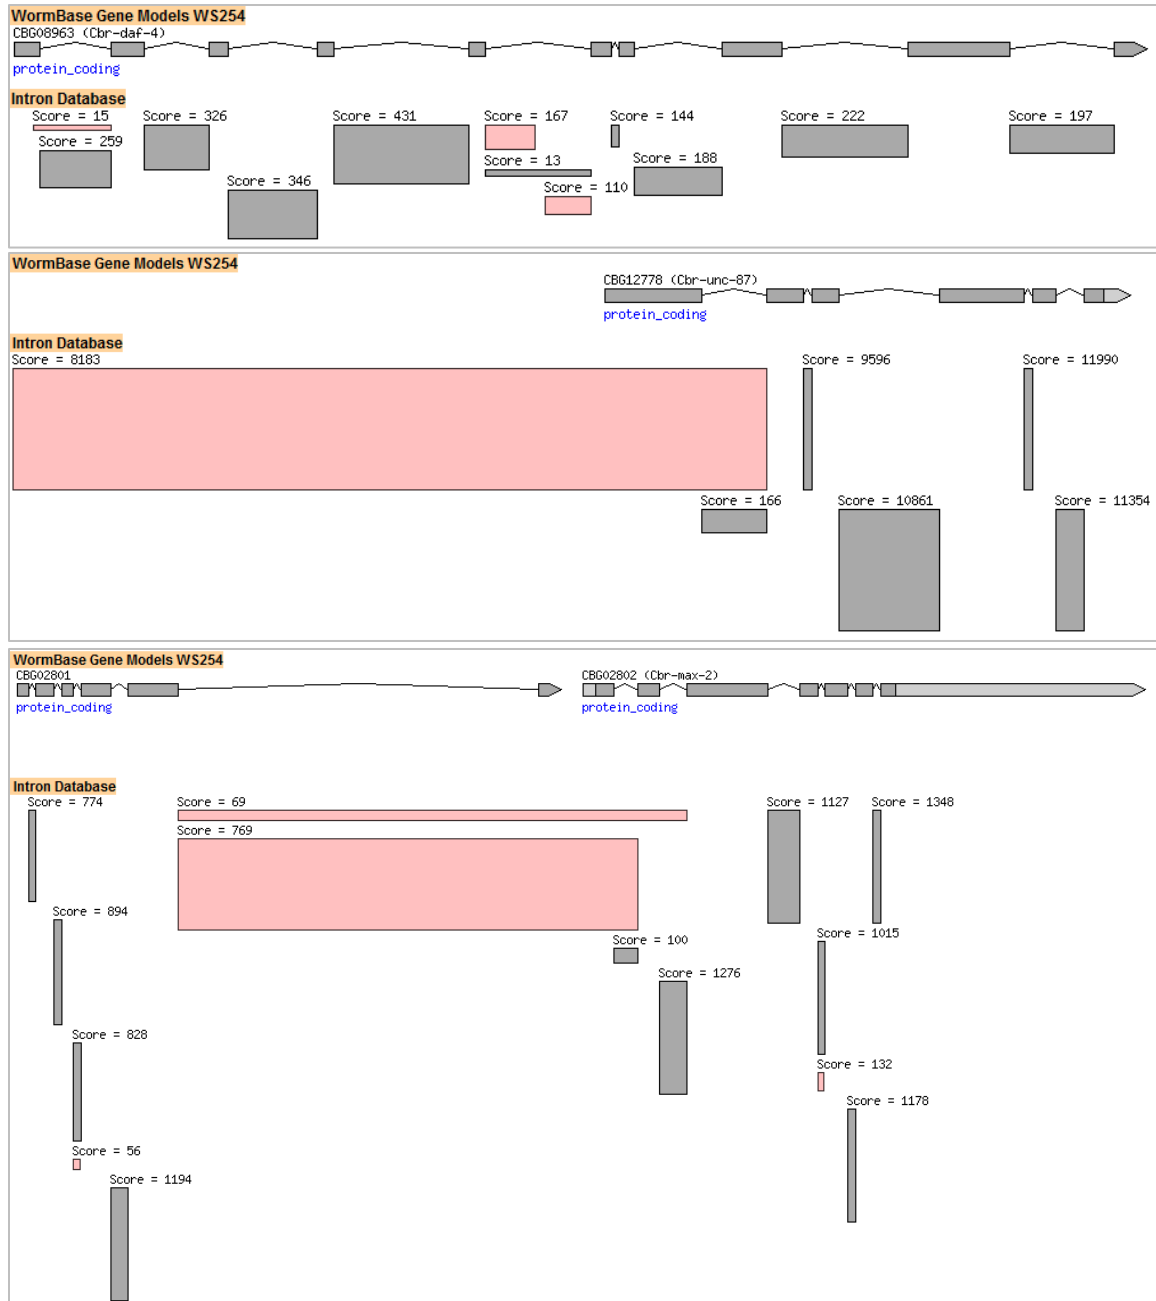 WormBase Gene Models WS254
CBG08963 (Cbr-daf-4)
protein_coding
Intron Database
Score = 15 Score = 326 Score = 431 Score = 167 Score = 144 Score = 222 Score = 197
Score = 259
Score = 13 Score = 188
Score = 346 Score = 110
WormBase Gene Models WS254
CBG12778 (Cbr-unc-87)
protein_coding
Intron Database
Score = 8183 Score = 9596 Score = 11990
Score = 166 Score = 10861 Score = 11354
WormBase Gene Models WS254
CBG02801 CBG02802 (Cbr-max-2)
protein_coding protein_coding
Intron Database
Score = 774 Score = 69 Score = 1127 Score = 1348
Score = 769
Score = 894
Score = 100 Score = 1015
Score = 1276
Score = 828
Score = 132
Score = 1178
Score = 56
Score = 1194